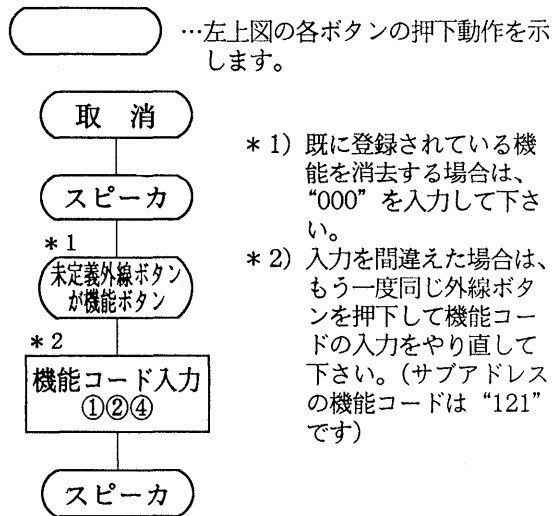 …左上図の各ボタンの押下動作を示
します。
取 消
スピーカ
*1
未定義外線ボタン
が機能ボタン
*2
機能コード入力
①②④
スピーカ
*1) 既に登録されている機
能を消去する場合は、
“000”を入力して下さ
い。
*2) 入力を間違えた場合は、
もう一度同じ外線ボタ
ンを押下して機能コー
ドの入力をやり直して
下さい。(サブアドレス
の機能コードは“121”
です)